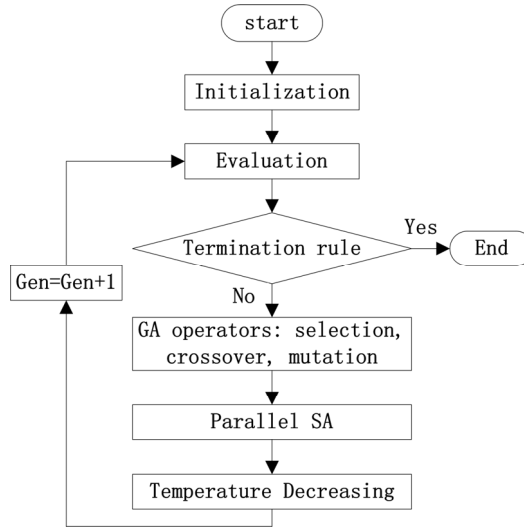 start
Initialization
Evaluation
Termination rule
Yes
End
Gen=Gen+1
No
GA operators: selection,
crossover, mutation
Parallel SA
Temperature Decreasing